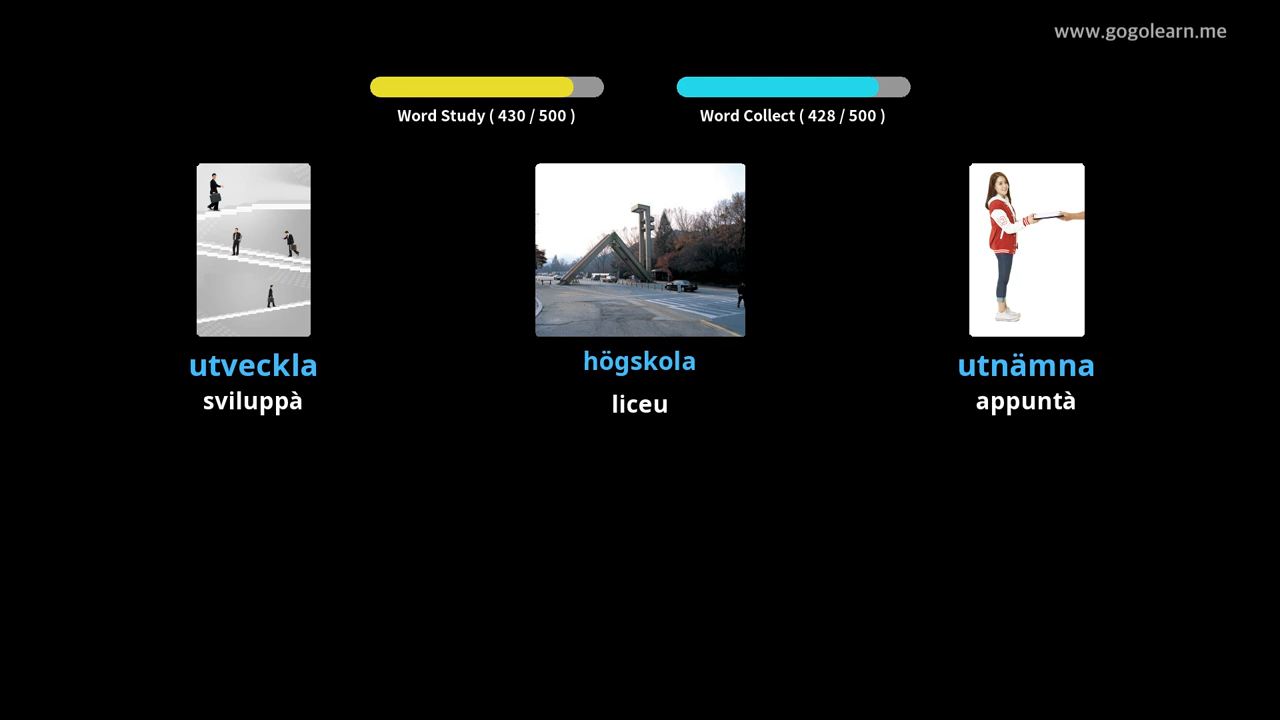 www.gogolearn.me
Word Study ( 430 / 500 )
Word Collect ( 428 / 500 )
utveckla
sviluppà
högskola
liceu
utnämna
appuntà